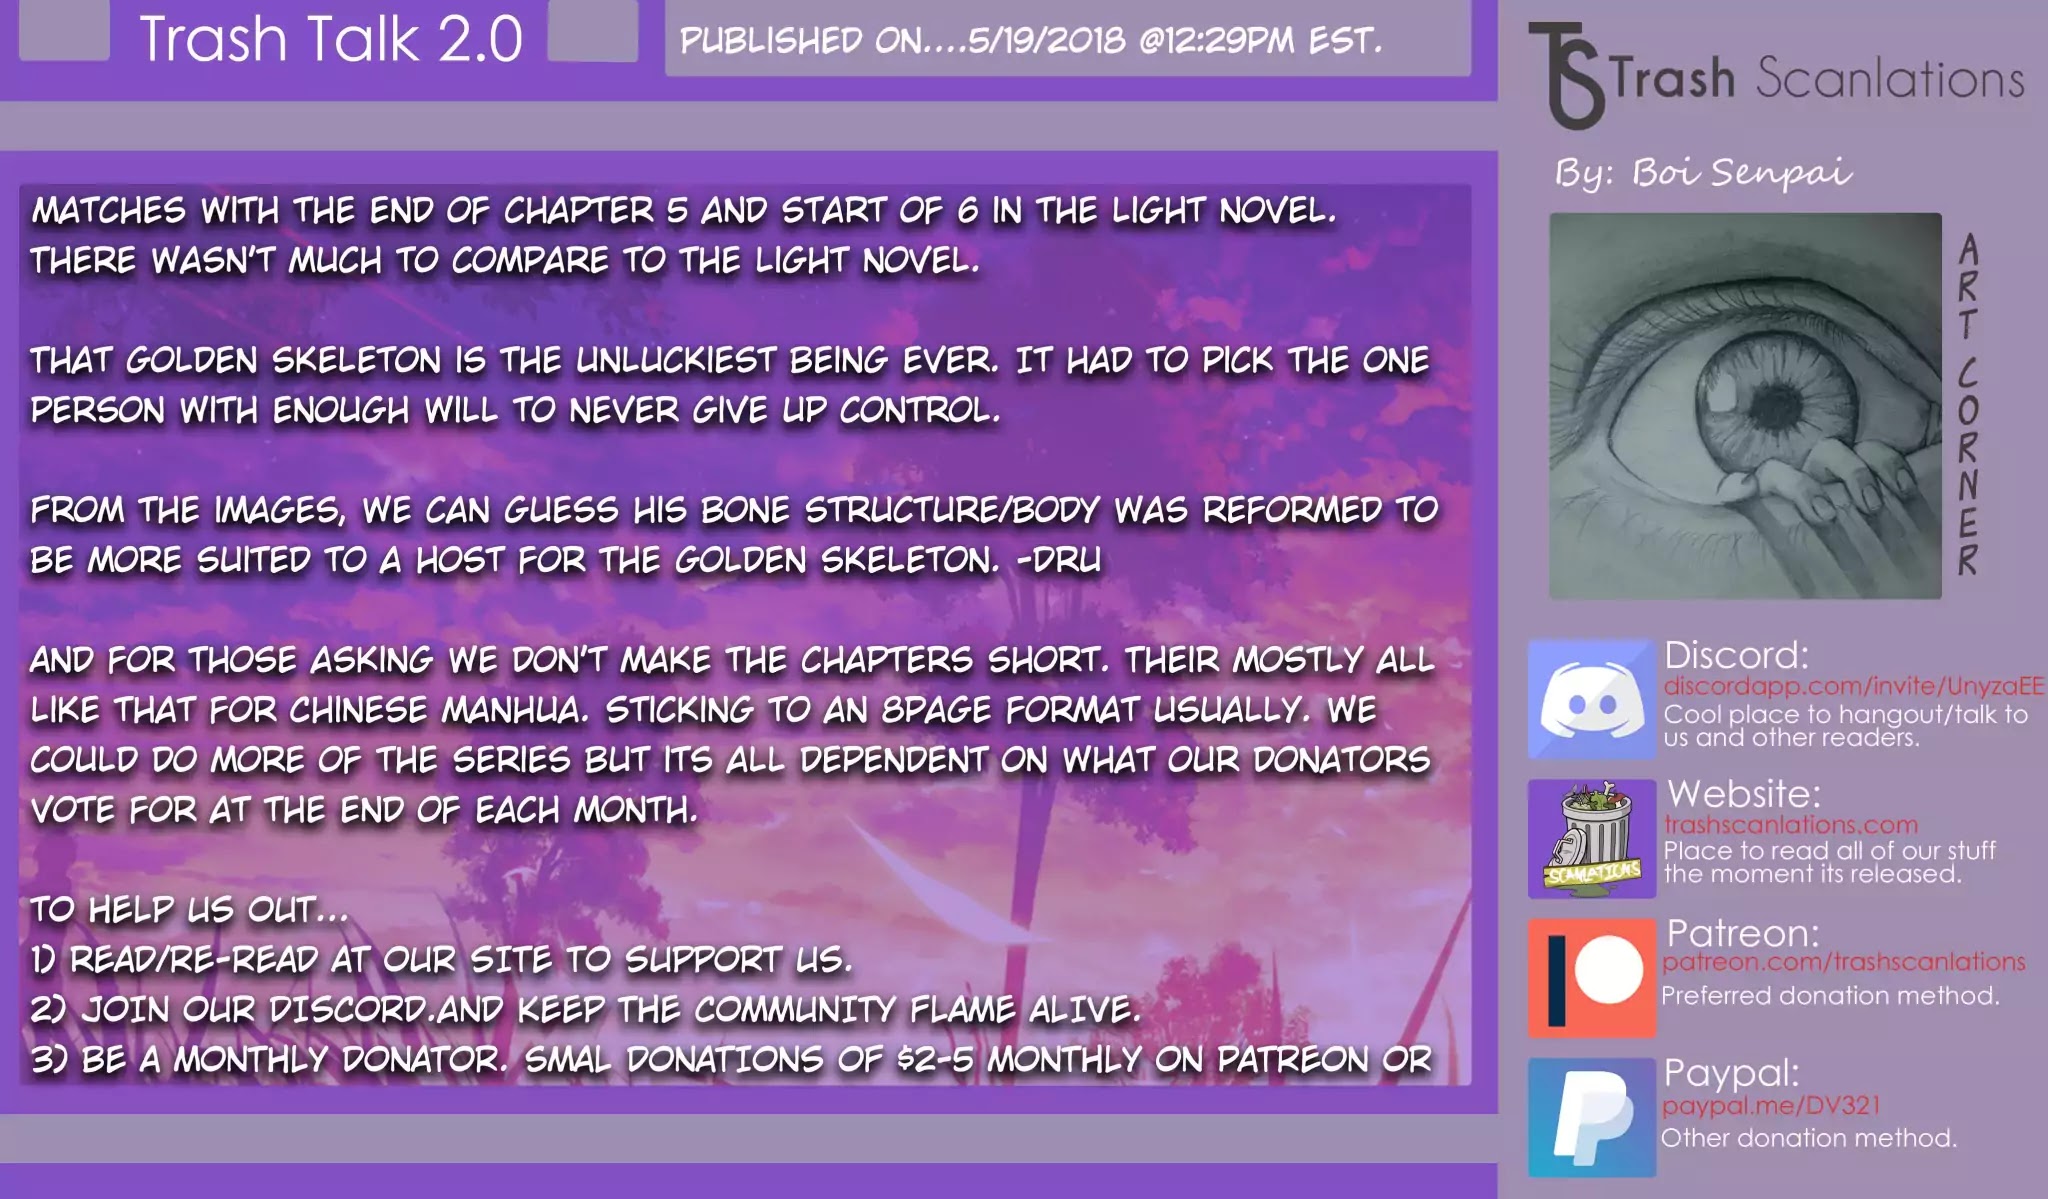 Trash Talk 2.0
PUBLISHED ON....5/19/2018 @12:29PM EST.
MATCHES WITH THE END OF CHAPTER 5 AND START OF 6 IN THE LIGHT NOVEL.
THERE WASN'T MUCH TO COMPARE TO THE LIGHT NOVEL.
THAT GOLDEN SKELETON IS THE UNLUCKIEST BEING EVER. IT HAD TO PICK THE ONE
PERSON WITH ENOUGH WILL TO NEVER GIVE UP CONTROL.
FROM THE IMAGES, WE CAN GUESS HIS BONE STRUCTURE/BODY WAS REFORMED TO
BE MORE SUITED TO A HOST FOR THE GOLDEN SKELETON. -DRU
AND FOR THOSE ASKING WE DON'T MAKE THE CHAPTERS SHORT. THEIR MOSTLY ALL
LIKE THAT FOR CHINESE MANHUA. STICKING TO AN 8PAGE FORMAT USUALLY. WE
COULD DO MORE OF THE SERIES BUT ITS ALL DEPENDENT ON WHAT OUR DONATORS
VOTE FOR AT THE END OF EACH MONTH.
TO HELP US OUT...
1) READ/RE-READ AT OUR SITE TO SUPPORT US.
2) JOIN OUR DISCORD.AND KEEP THE COMMUNITY FLAME ALIVE.
3) BE A MONTHLY DONATOR. SMAL DONATIONS OF $2-5 MONTHLY ON PATREON OR
TS Trash Scanlations
By: Boi Senpai
ART CORNER
Discord:
discordapp.com/invite/UnyzaEE
Cool place to hangout/talk to
us and other readers.
SCANLATIONS
Website:
trashscanlations.com
Place to read all of our stuff
the moment its released.
Patreon:
patreon.com/trashscanlations
Preferred donation method.
Paypal:
paypal.me/DV321
Other donation method.